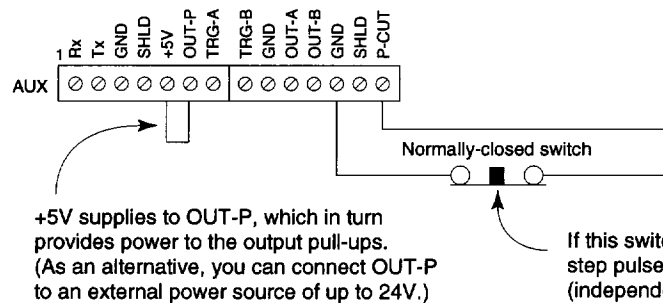 1
Rx
Tx
GND
SHLD
+5V
OUT-P
TRG-A
TRG-B
GND
OUT-A
OUT-B
GND
SHLD
P-CUT
AUX
Normally-closed switch
+5V supplies to OUT-P, which in turn
provides power to the output pull-ups.
(As an alternative, you can connect OUT-P
to an external power source of up to 24V.)
If this switc
step pulse
(independ